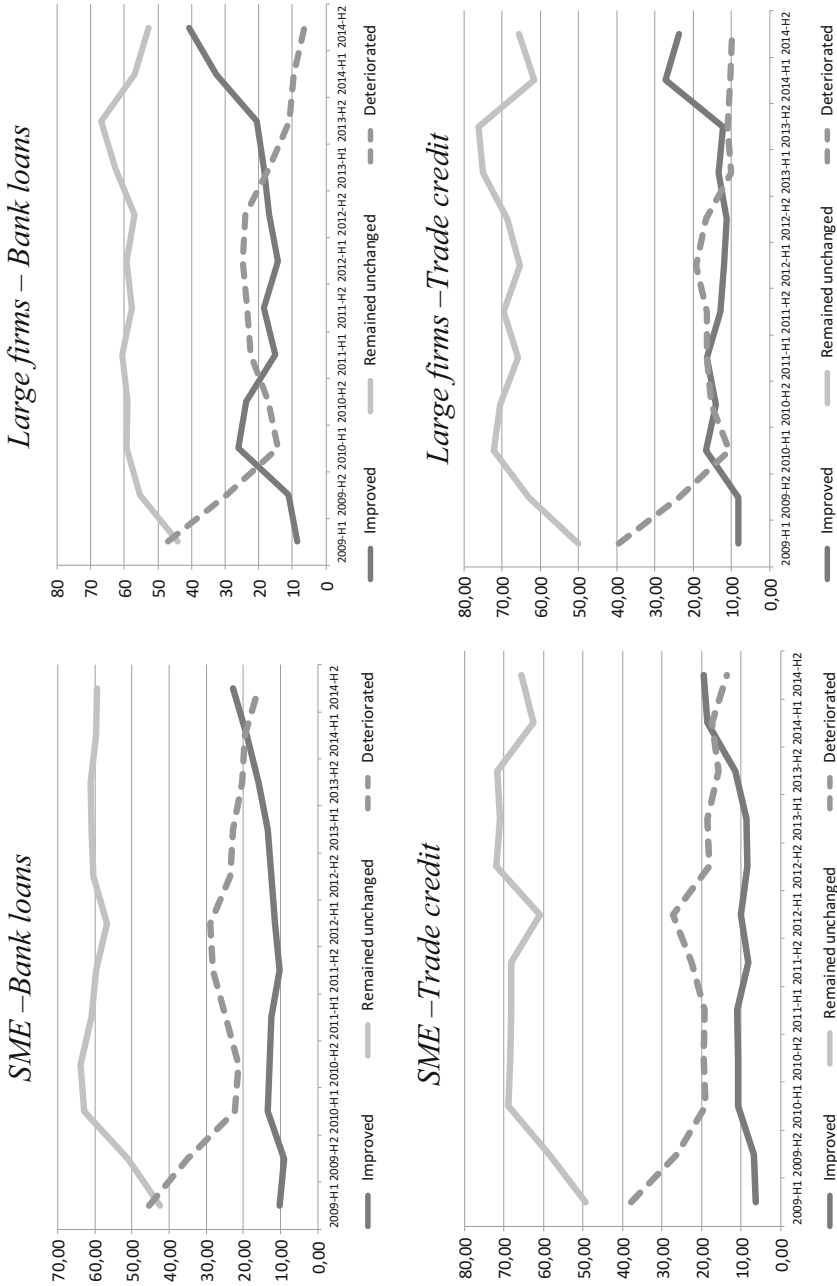 SME –Bank loans
70,00
60,00
50,00
40,00
30,00
20,00
10,00
0,00
2009-H1 2009-H2 2010-H1 2010-H2 2011-H1 2011-H2 2012-H1 2012-H2 2013-H1 2013-H2 2014-H1 2014-H2
Improved Remained unchanged Deteriorated
Large firms – Bank loans
80
70
60
50
40
30
20
10
0
2009-H1 2009-H2 2010-H1 2010-H2 2011-H1 2011-H2 2012-H1 2012-H2 2013-H1 2013-H2 2014-H1 2014-H2
Improved Remained unchanged Deteriorated
SME –Trade credit
80,00
70,00
60,00
50,00
40,00
30,00
20,00
10,00
0,00
2009-H1 2009-H2 2010-H1 2010-H2 2011-H1 2011-H2 2012-H1 2012-H2 2013-H1 2013-H2 2014-H1 2014-H2
Improved Remained unchanged Deteriorated
Large firms –Trade credit
80,00
70,00
60,00
50,00
40,00
30,00
20,00
10,00
0,00
2009-H1 2009-H2 2010-H1 2010-H2 2011-H1 2011-H2 2012-H1 2012-H2 2013-H1 2013-H2 2014-H1 2014-H2
Improved Remained unchanged Deteriorated